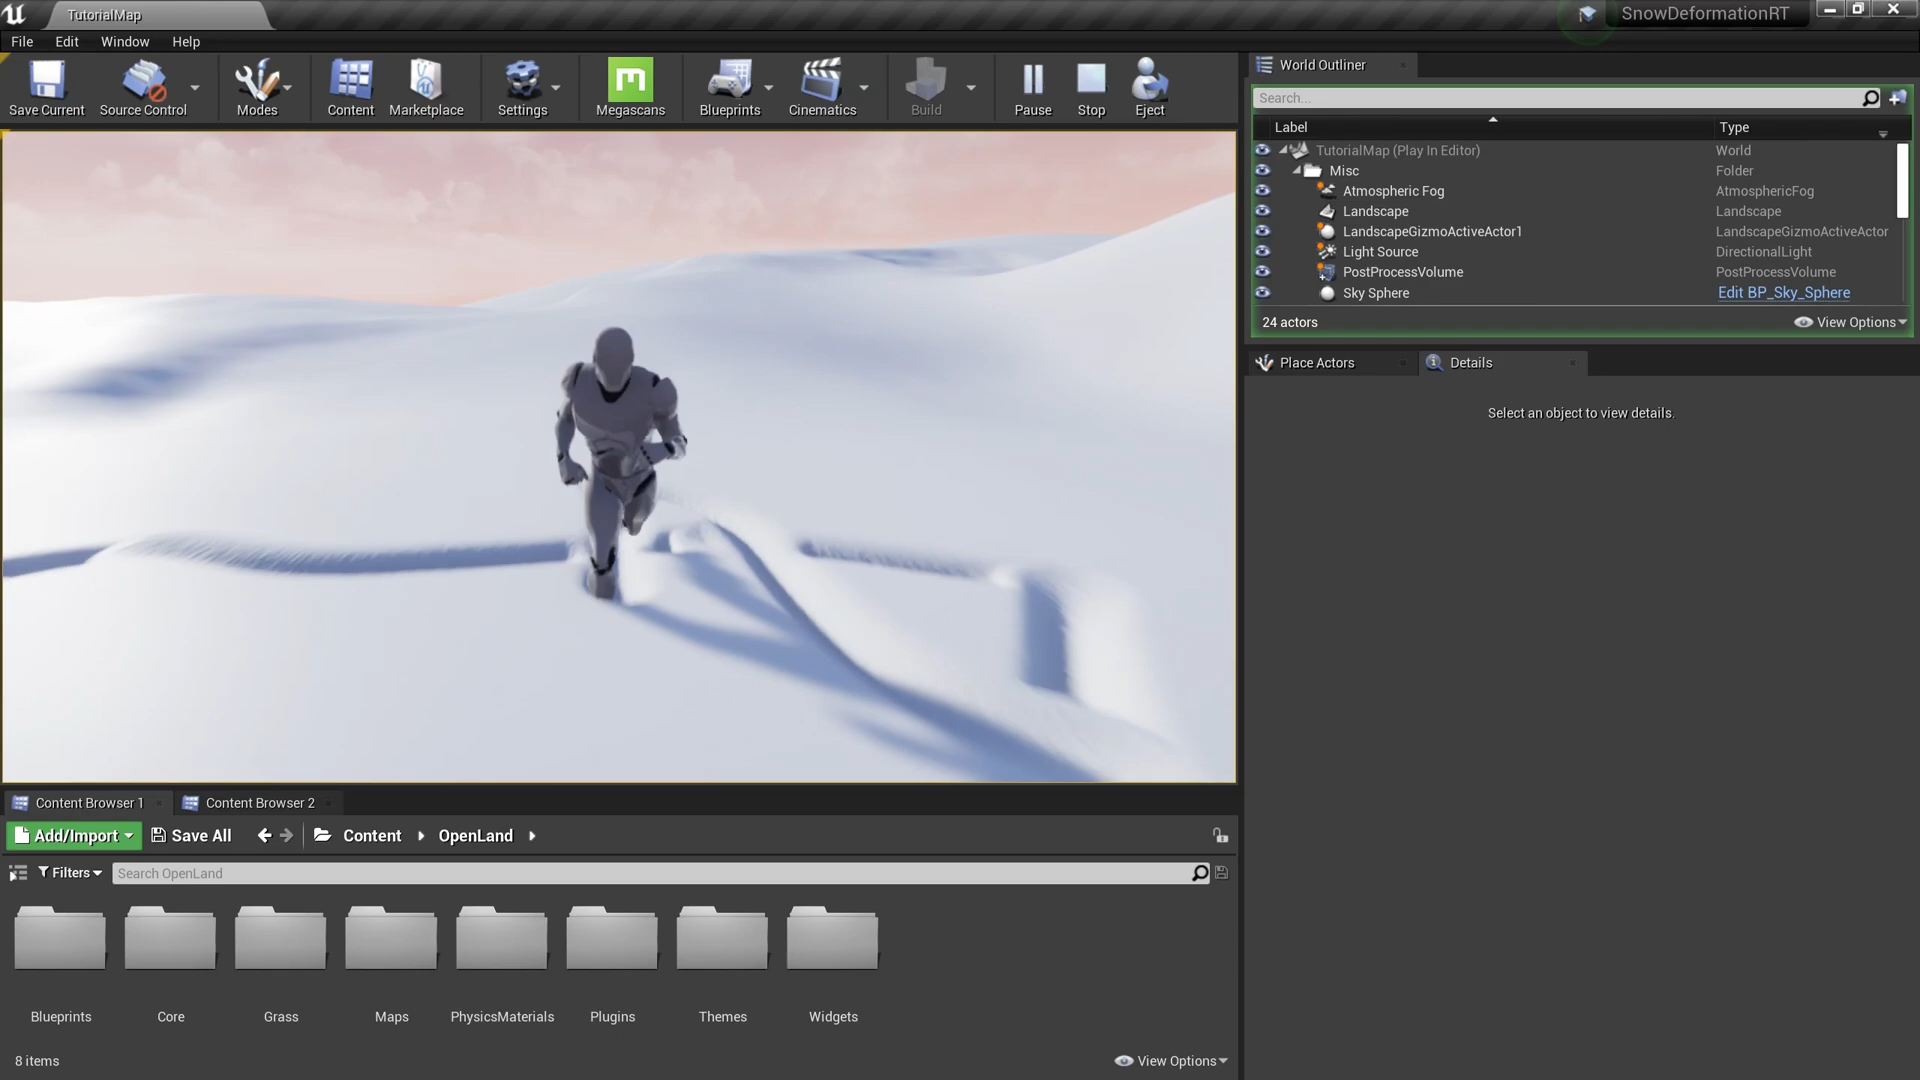 TutorialMap
SnowDeformationRT
File Edit Window Help
Save Current Source Control Modes Content Marketplace Settings Megascans Blueprints Cinematics Build Pause Stop Eject
World Outliner
Search...
Label Type
TutorialMap (Play In Editor) World
Misc Folder
Atmospheric Fog AtmosphericFog
Landscape Landscape
LandscapeGizmoActiveActor1 LandscapeGizmoActiveActor
Light Source DirectionalLight
PostProcessVolume PostProcessVolume
Sky Sphere Edit BP_Sky_Sphere
24 actors View Options
Place Actors Details
Select an object to view details.
Content Browser 1 Content Browser 2
Add/Import Save All Content OpenLand
Filters Search OpenLand
Blueprints Core Grass Maps PhysicsMaterials Plugins Themes Widgets
8 items View Options